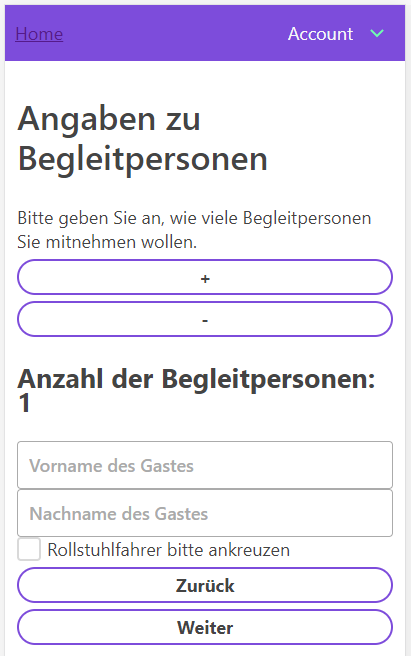 Home Account
Angaben zu
Begleitpersonen
Bitte geben Sie an, wie viele Begleitpersonen
Sie mitnehmen wollen.
+
-
Anzahl der Begleitpersonen:
1
Vorname des Gastes
Nachname des Gastes
Rollstuhlfahrer bitte ankreuzen
Zurück
Weiter